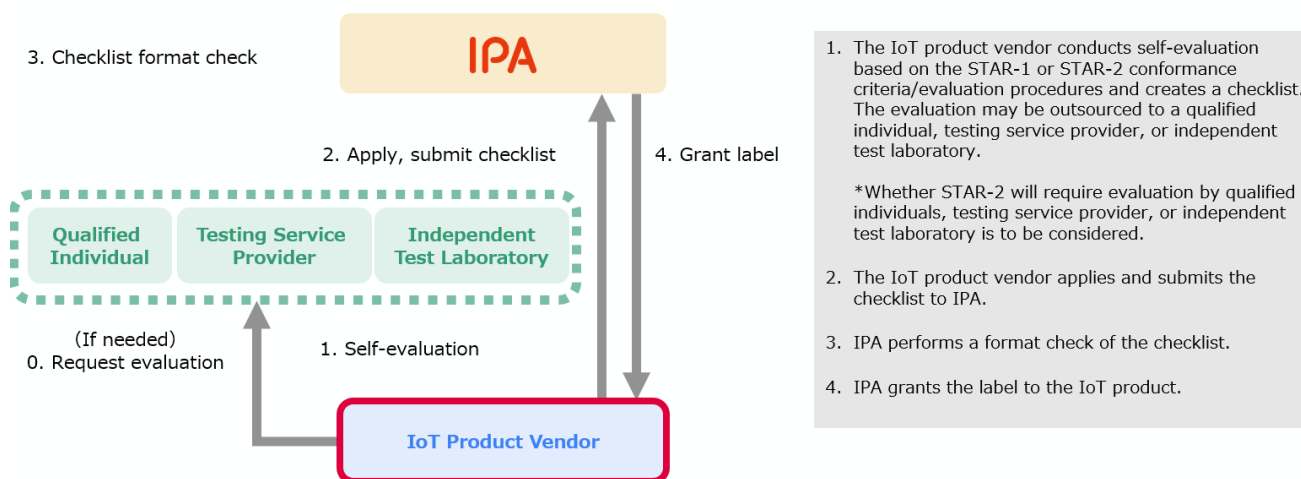 3. Checklist format check
IPA
2. Apply, submit checklist
4. Grant label
Qualified
Individual
Testing Service
Provider
Independent
Test Laboratory
(If needed)
0. Request evaluation
1. Self-evaluation
IoT Product Vendor
1. The IoT product vendor conducts self-evaluation
based on the STAR-1 or STAR-2 conformance
criteria/evaluation procedures and creates a checklist.
The evaluation may be outsourced to a qualified
individual, testing service provider, or independent
test laboratory.
*Whether STAR-2 will require evaluation by qualified
individuals, testing service provider, or independent
test laboratory is to be considered.
2. The IoT product vendor applies and submits the
checklist to IPA.
3. IPA performs a format check of the checklist.
4. IPA grants the label to the IoT product.